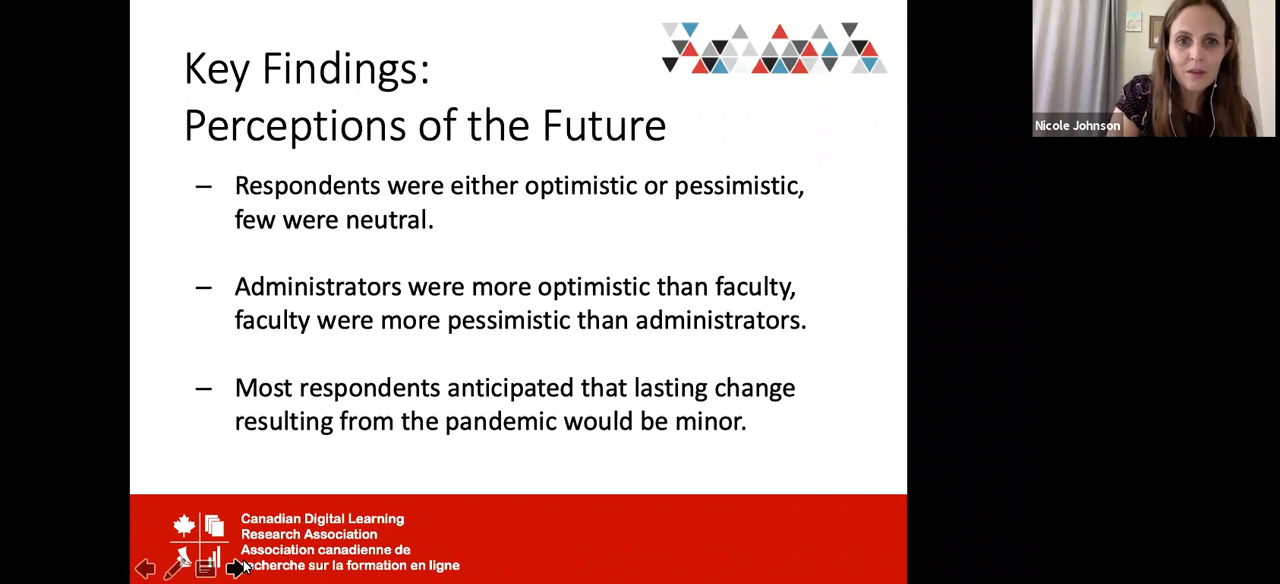 Key Findings:
Perceptions of the Future
– Respondents were either optimistic or pessimistic,
few were neutral.
– Administrators were more optimistic than faculty,
faculty were more pessimistic than administrators.
– Most respondents anticipated that lasting change
resulting from the pandemic would be minor.
Canadian Digital Learning
Research Association
Association canadienne de
recherche sur la formation en ligne
Nicole Johnson